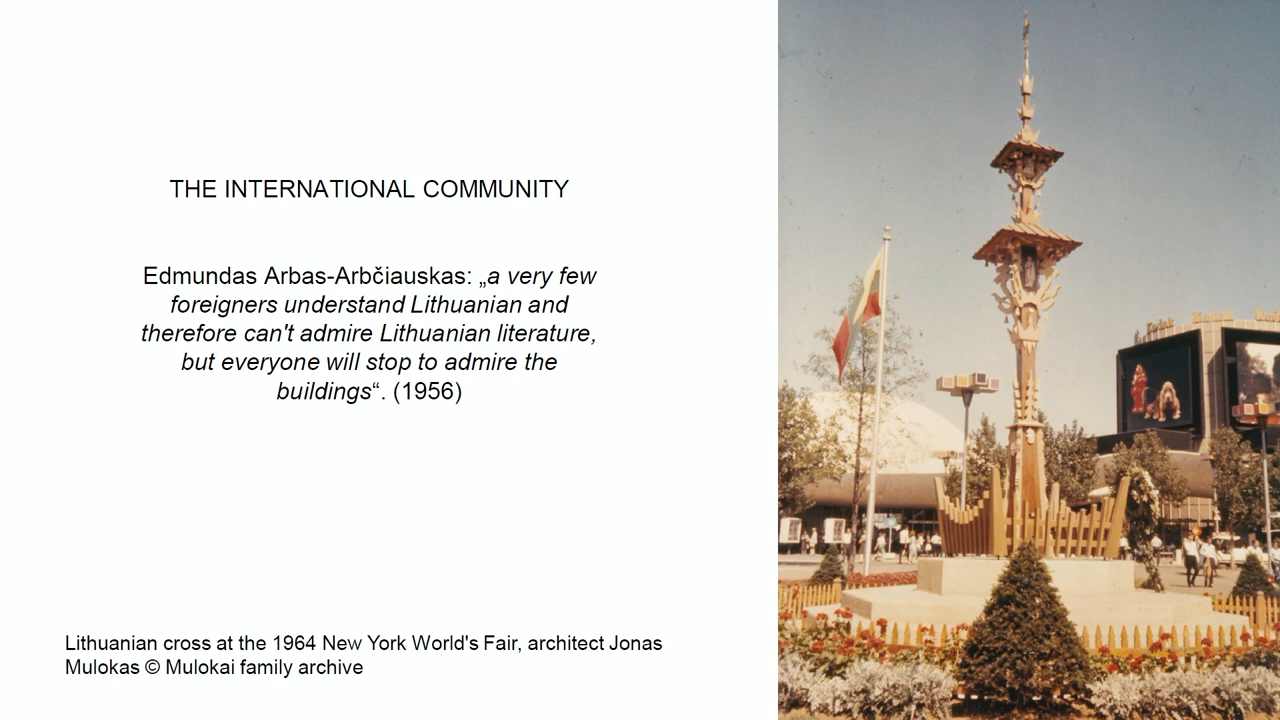 THE INTERNATIONAL COMMUNITY
Edmundas Arbas-Arbčiauskas: „a very few
foreigners understand Lithuanian and
therefore can't admire Lithuanian literature,
but everyone will stop to admire the
buildings“. (1956)
Lithuanian cross at the 1964 New York World's Fair, architect Jonas
Mulokas © Mulokai family archive
Kodak